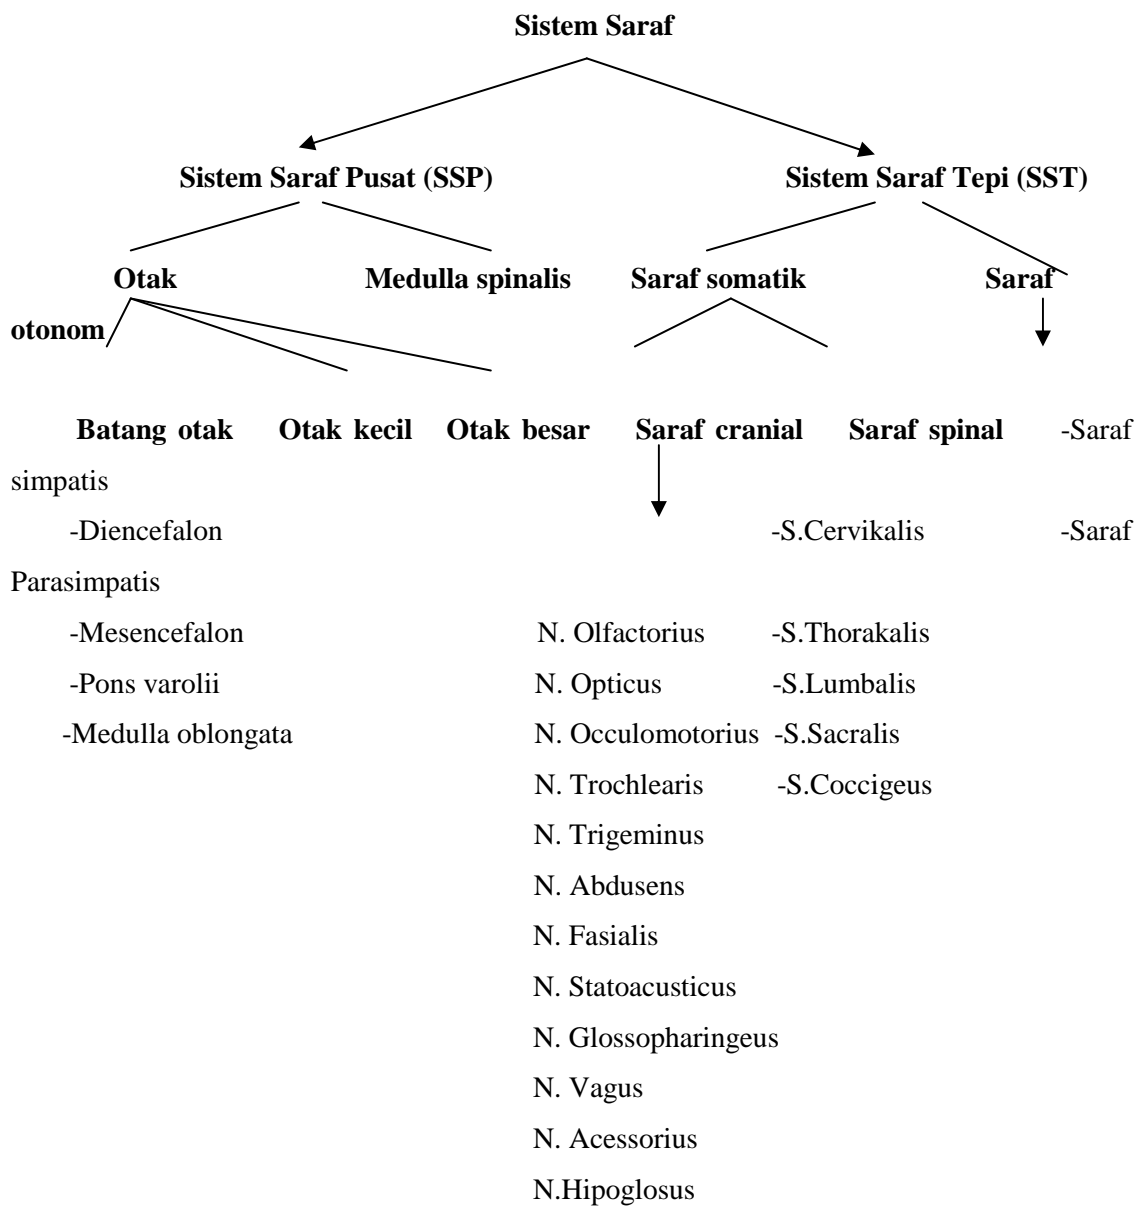 Sistem Saraf
Sistem Saraf Pusat (SSP) Sistem Saraf Tepi (SST)
Otak Medulla spinalis Saraf somatik Saraf
otonom
Batang otak Otak kecil Otak besar Saraf cranial Saraf spinal -Saraf
simpatis
-Diencefalon -S.Cervikalis -Saraf
Parasimpatis
-Mesencefalon N. Olfactorius -S.Thorakalis
-Pons varolii N. Opticus -S.Lumbalis
-Medulla oblongata N. Occulomotorius -S.Sacralis
N. Trochlearis -S.Coccigeus
N. Trigeminus
N. Abdusens
N. Fasialis
N. Statoacusticus
N. Glossopharingeus
N. Vagus
N. Acessorius
N.Hipoglosus